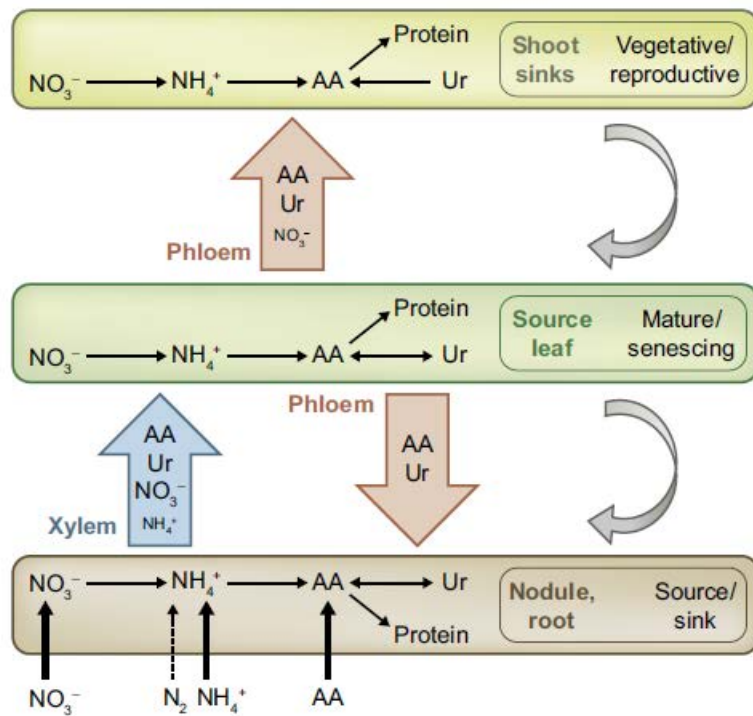 Protein
NO₃⁻ NH₄⁺ AA Ur
Shoot sinks
Vegetative/ reproductive
AA
Ur
NO₃⁻
Phloem
Protein
NO₃⁻ NH₄⁺ AA Ur
Source leaf
Mature/ senescing
Phloem
AA
Ur
NO₃⁻
NH₄⁺
Xylem
AA
Ur
NO₃⁻ NH₄⁺ AA Ur
Protein
Nodule, root
Source/ sink
NO₃⁻ N₂ NH₄⁺ AA